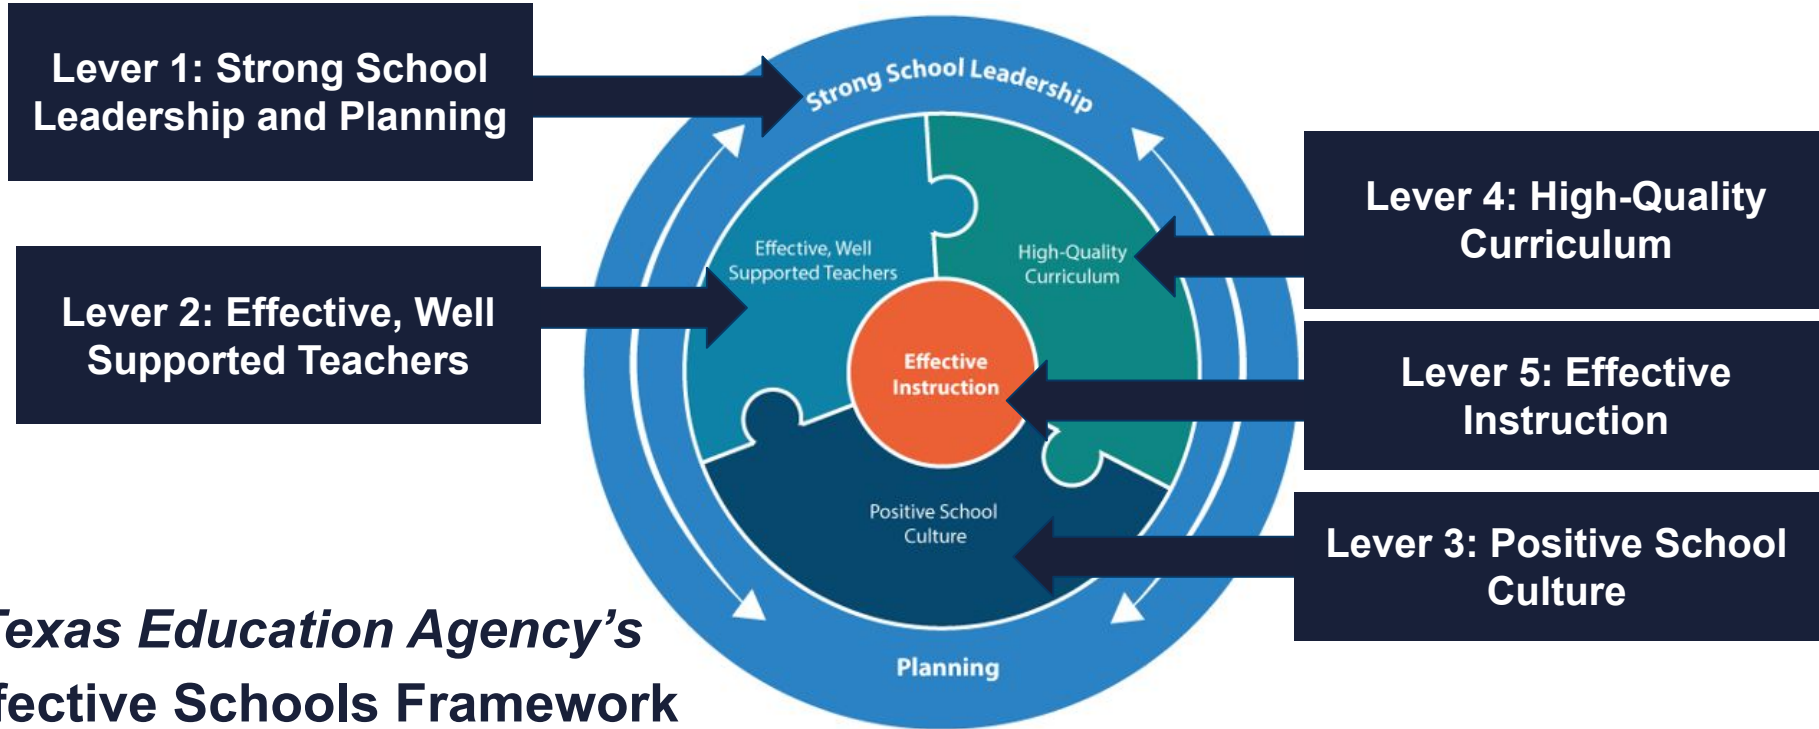 Lever 1: Strong School
Leadership and Planning
Lever 2: Effective, Well
Supported Teachers
Strong School Leadership
Effective, Well
Supported Teachers
High-Quality
Curriculum
Effective
Instruction
Positive School
Culture
Planning
Lever 4: High-Quality
Curriculum
Lever 5: Effective
Instruction
Lever 3: Positive School
Culture
Texas Education Agency's
fective Schools Framework